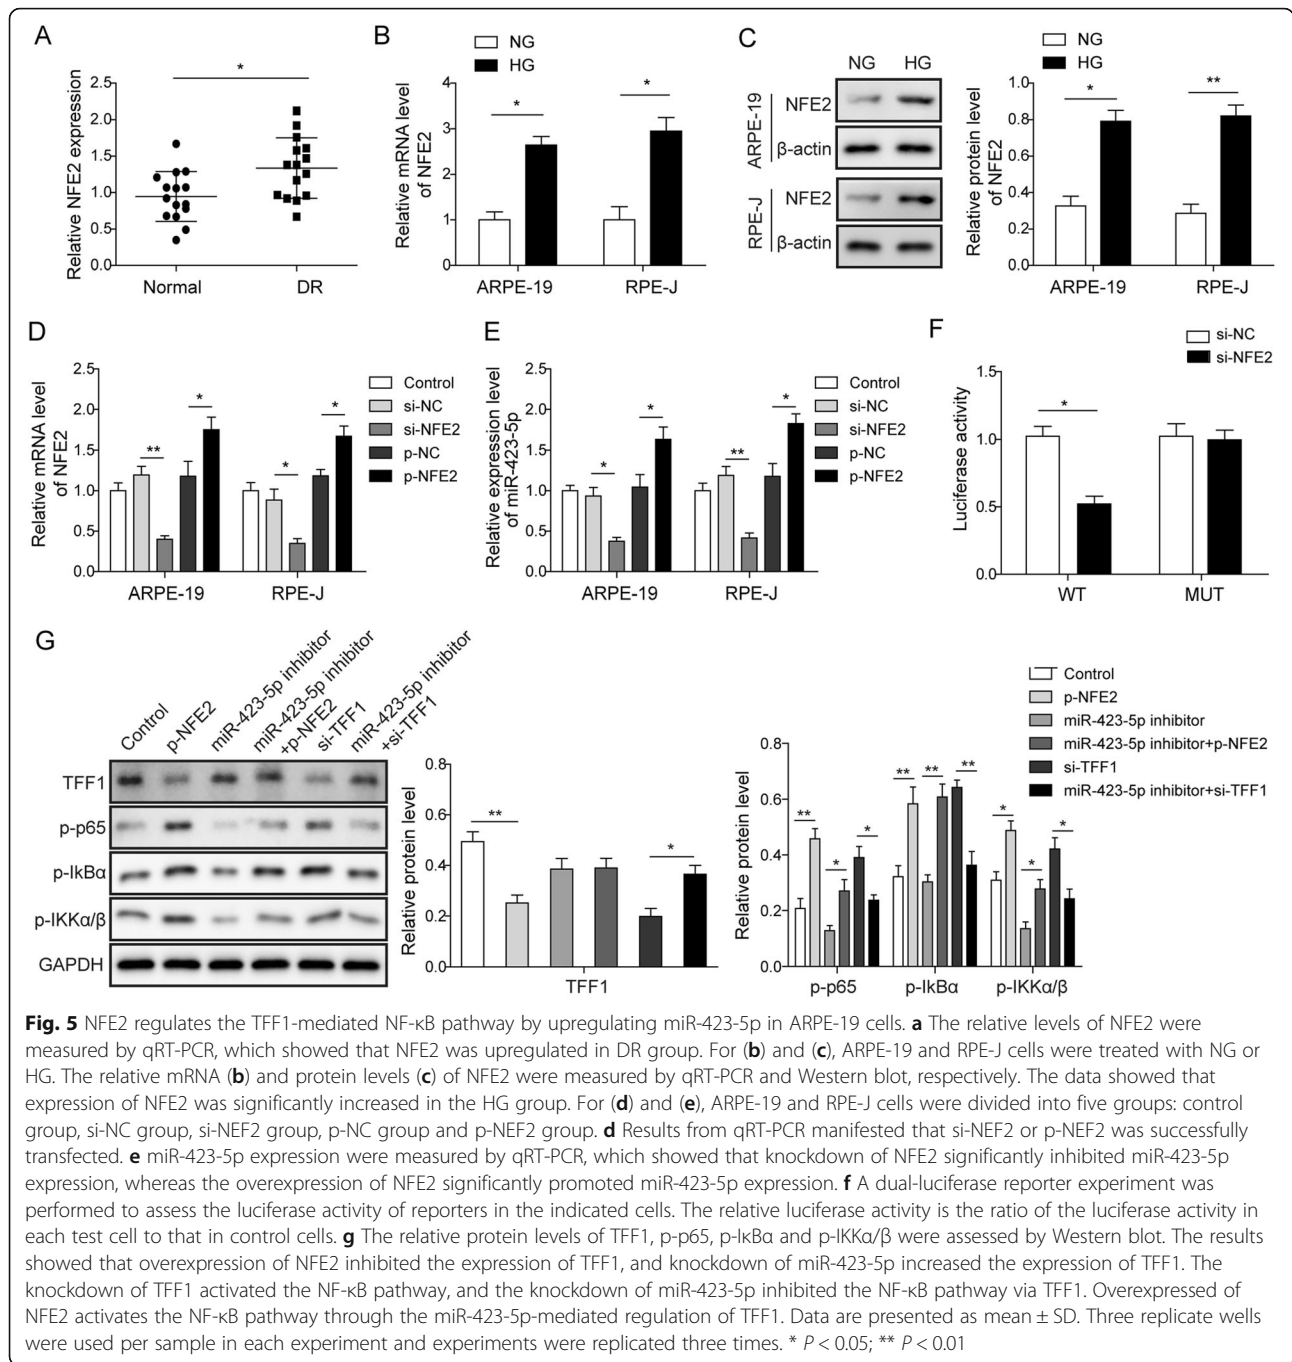 A
*
Relative NFE2 expression
2.5
2.0
1.5
1.0
0.5
0.0
Normal
DR
B
NG
HG
Relative mRNA level
of NFE2
4
3
2
1
0
*
*
ARPE-19
RPE-J
C
NG
HG
ARPE-19
NFE2
β-actin
RPE-J
NFE2
β-actin
NG
HG
Relative protein level
of NFE2
0.8
0.6
0.4
0.2
0.0
*
**
ARPE-19
RPE-J
D
Relative mRNA level
of NFE2
2.5
2.0
1.5
1.0
0.5
0.0
**
*
*
*
ARPE-19
RPE-J
Control
si-NC
si-NFE2
p-NC
p-NFE2
E
Relative expression level
of miR-423-5p
2.5
2.0
1.5
1.0
0.5
0.0
*
*
**
*
ARPE-19
RPE-J
Control
si-NC
si-NFE2
p-NC
p-NFE2
F
si-NC
si-NFE2
Luciferase activity
1.5
1.0
0.5
0.0
*
WT
MUT
G
Control
p-NFE2
miR-423-5p inhibitor
miR-423-5p inhibitor
+p-NFE2
si-TFF1
miR-423-5p inhibitor
+si-TFF1
TFF1
p-p65
p-IkBα
p-IKKα/β
GAPDH
Relative protein level
0.8
0.6
0.4
0.2
0.0
**
*
TFF1
Control
p-NFE2
miR-423-5p inhibitor
miR-423-5p inhibitor+p-NFE2
si-TFF1
miR-423-5p inhibitor+si-TFF1
Relative protein level
0.8
0.6
0.4
0.2
0.0
**
*
*
**
**
**
*
*
*
p-p65
p-IkBα
p-IKKα/β
Fig. 5 NFE2 regulates the TFF1-mediated NF-κB pathway by upregulating miR-423-5p in ARPE-19 cells. a The relative levels of NFE2 were
measured by qRT-PCR, which showed that NFE2 was upregulated in DR group. For (b) and (c), ARPE-19 and RPE-J cells were treated with NG or
HG. The relative mRNA (b) and protein levels (c) of NFE2 were measured by qRT-PCR and Western blot, respectively. The data showed that
expression of NFE2 was significantly increased in the HG group. For (d) and (e), ARPE-19 and RPE-J cells were divided into five groups: control
group, si-NC group, si-NEF2 group, p-NC group and p-NEF2 group. d Results from qRT-PCR manifested that si-NEF2 or p-NEF2 was successfully
transfected. e miR-423-5p expression were measured by qRT-PCR, which showed that knockdown of NFE2 significantly inhibited miR-423-5p
expression, whereas the overexpression of NFE2 significantly promoted miR-423-5p expression. f A dual-luciferase reporter experiment was
performed to assess the luciferase activity of reporters in the indicated cells. The relative luciferase activity is the ratio of the luciferase activity in
each test cell to that in control cells. g The relative protein levels of TFF1, p-p65, p-IκBα and p-IKKα/β were assessed by Western blot. The results
showed that overexpression of NFE2 inhibited the expression of TFF1, and knockdown of miR-423-5p increased the expression of TFF1. The
knockdown of TFF1 activated the NF-κB pathway, and the knockdown of miR-423-5p inhibited the NF-κB pathway via TFF1. Overexpressed of
NFE2 activates the NF-κB pathway through the miR-423-5p-mediated regulation of TFF1. Data are presented as mean ± SD. Three replicate wells
were used per sample in each experiment and experiments were replicated three times. * P < 0.05; ** P < 0.01